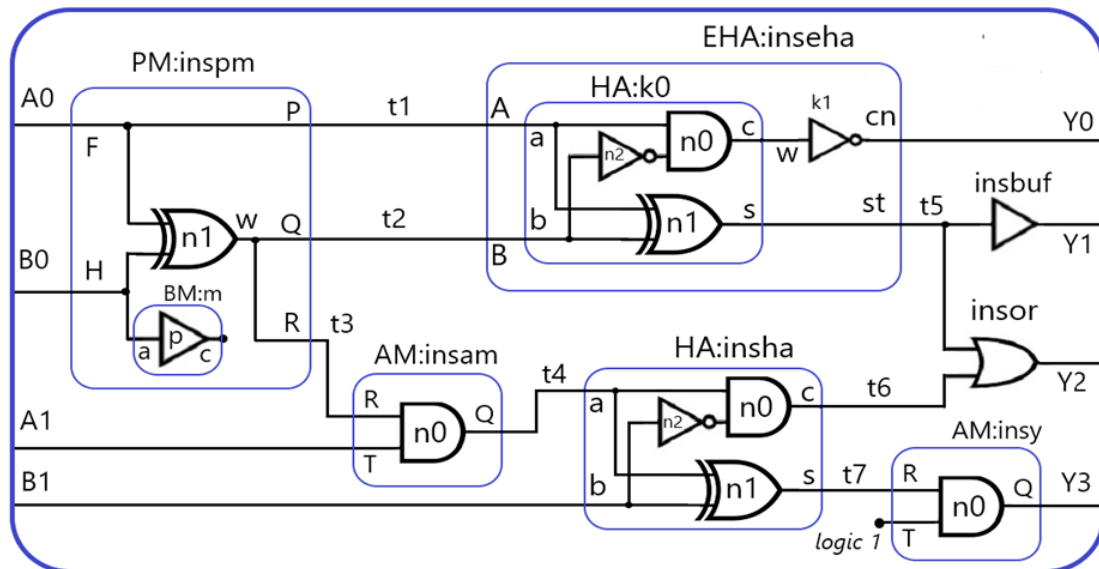 EHA:inseha
PM:inspm
HA:k0
A0
P
t1
A
a
n0
c
k1
cn
Y0
F
n2
w
insbuf
w
Q
t2
b
n1
s
st
t5
n1
B
Y1
B0
H
BM:m
a
p
c
R
t3
insor
AM:insam
HA:insha
t4
a
n0
c
t6
Y2
R
Q
n2
n0
A1
T
AM:insy
B1
b
n1
s
t7
R
Q
Y3
n0
logic 1
T